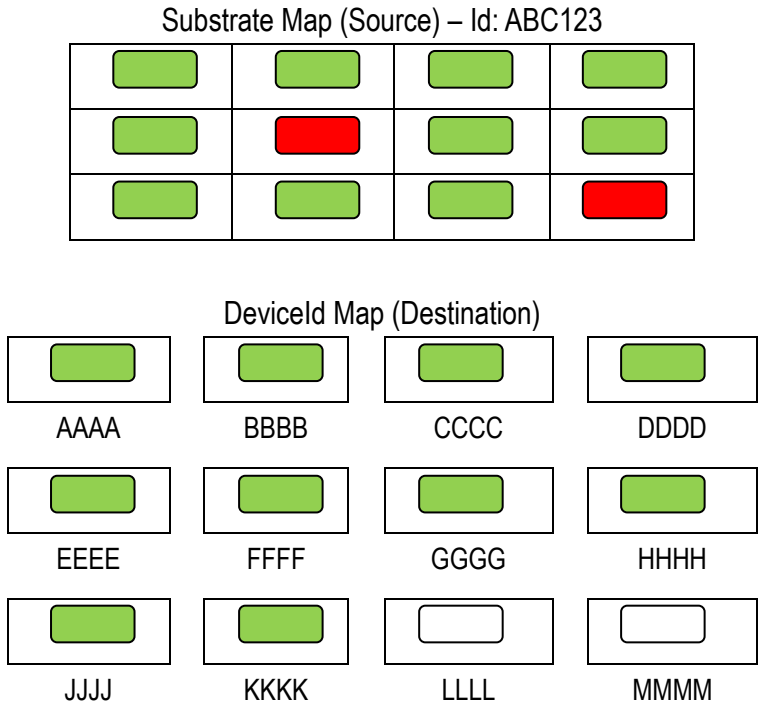 Substrate Map (Source) – Id: ABC123
DeviceId Map (Destination)
AAAA BBBB CCCC DDDD
EEEE FFFF GGGG HHHH
JJJJ KKKK LLLL MMMM